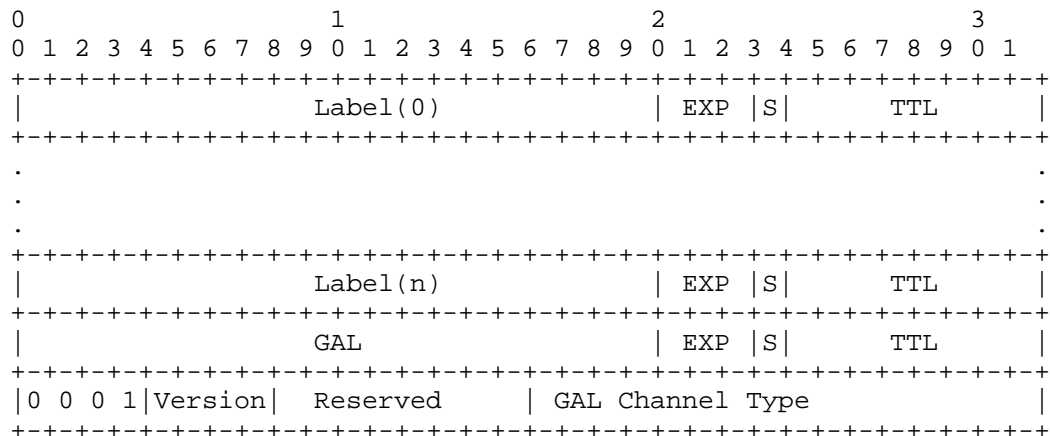 0                   1                   2                   3
0 1 2 3 4 5 6 7 8 9 0 1 2 3 4 5 6 7 8 9 0 1 2 3 4 5 6 7 8 9 0 1
+-+-+-+-+-+-+-+-+-+-+-+-+-+-+-+-+-+-+-+-+-+-+-+-+-+-+-+-+-+-+-+-+
|                  Label(0)             | EXP |S|      TTL      |
+-+-+-+-+-+-+-+-+-+-+-+-+-+-+-+-+-+-+-+-+-+-+-+-+-+-+-+-+-+-+-+-+
.                                                               .
.                                                               .
.                                                               .
+-+-+-+-+-+-+-+-+-+-+-+-+-+-+-+-+-+-+-+-+-+-+-+-+-+-+-+-+-+-+-+-+
|                  Label(n)             | EXP |S|      TTL      |
+-+-+-+-+-+-+-+-+-+-+-+-+-+-+-+-+-+-+-+-+-+-+-+-+-+-+-+-+-+-+-+-+
|                  GAL                  | EXP |S|      TTL      |
+-+-+-+-+-+-+-+-+-+-+-+-+-+-+-+-+-+-+-+-+-+-+-+-+-+-+-+-+-+-+-+-+
|0 0 0 1|Version|  Reserved     | GAL Channel Type              |
+-+-+-+-+-+-+-+-+-+-+-+-+-+-+-+-+-+-+-+-+-+-+-+-+-+-+-+-+-+-+-+-+